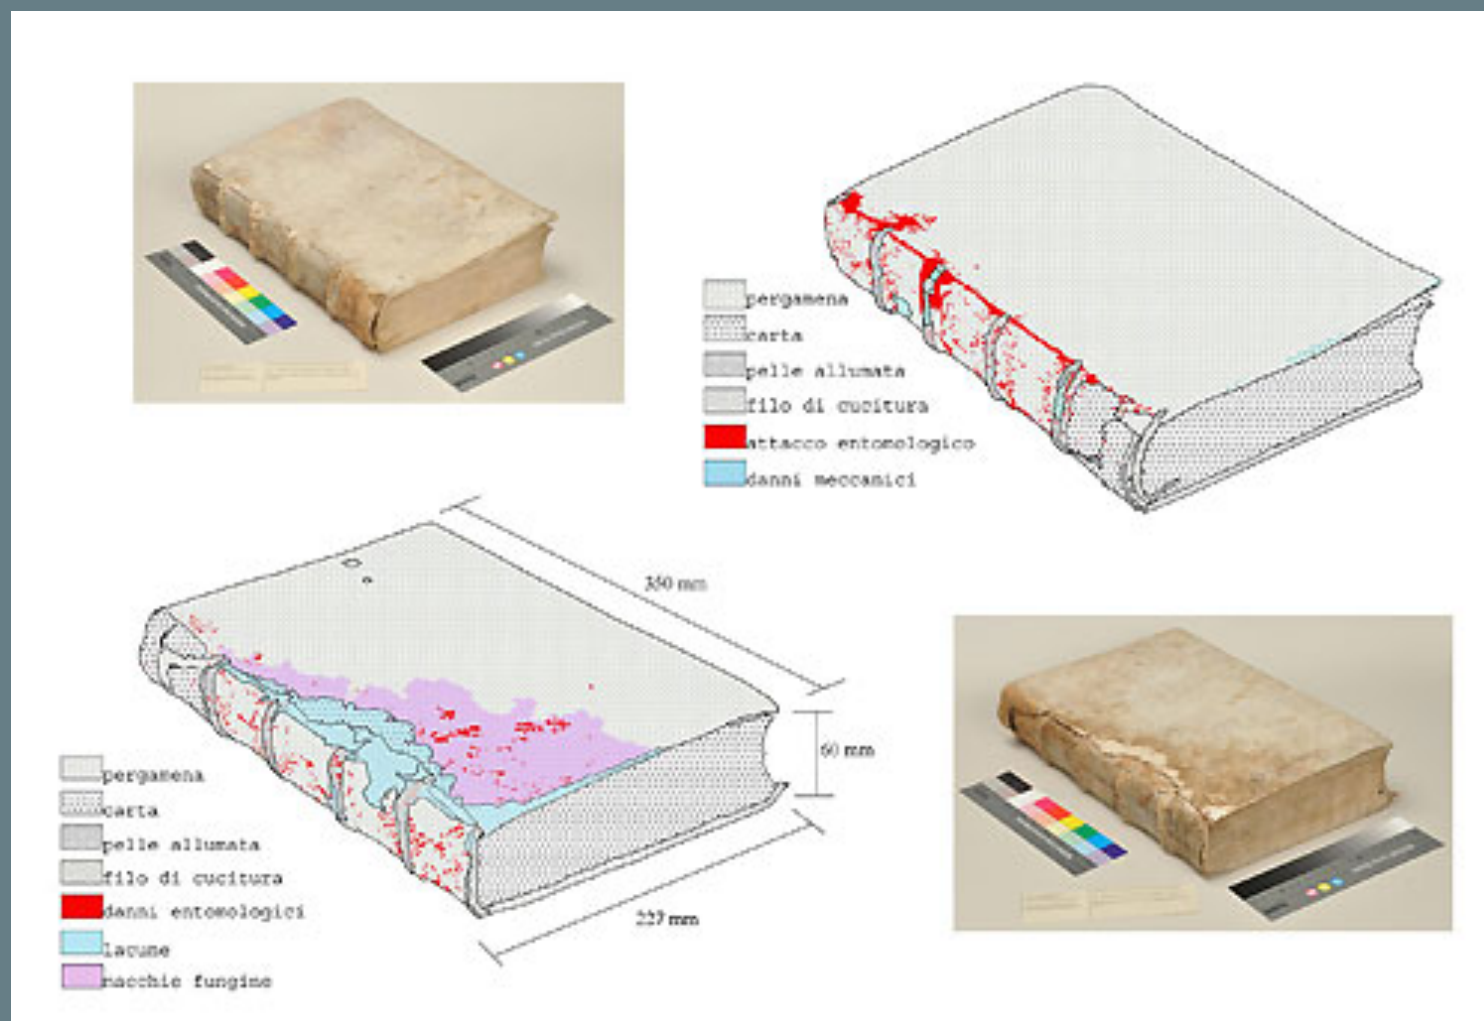 pergamena
carta
pelle allumata
filo di cucitura
attacco entomologico
danni meccanici
350 mm
60 mm
227 mm
pergamena
carta
pelle allumata
filo di cucitura
danni entomologici
lacune
macchie fungine